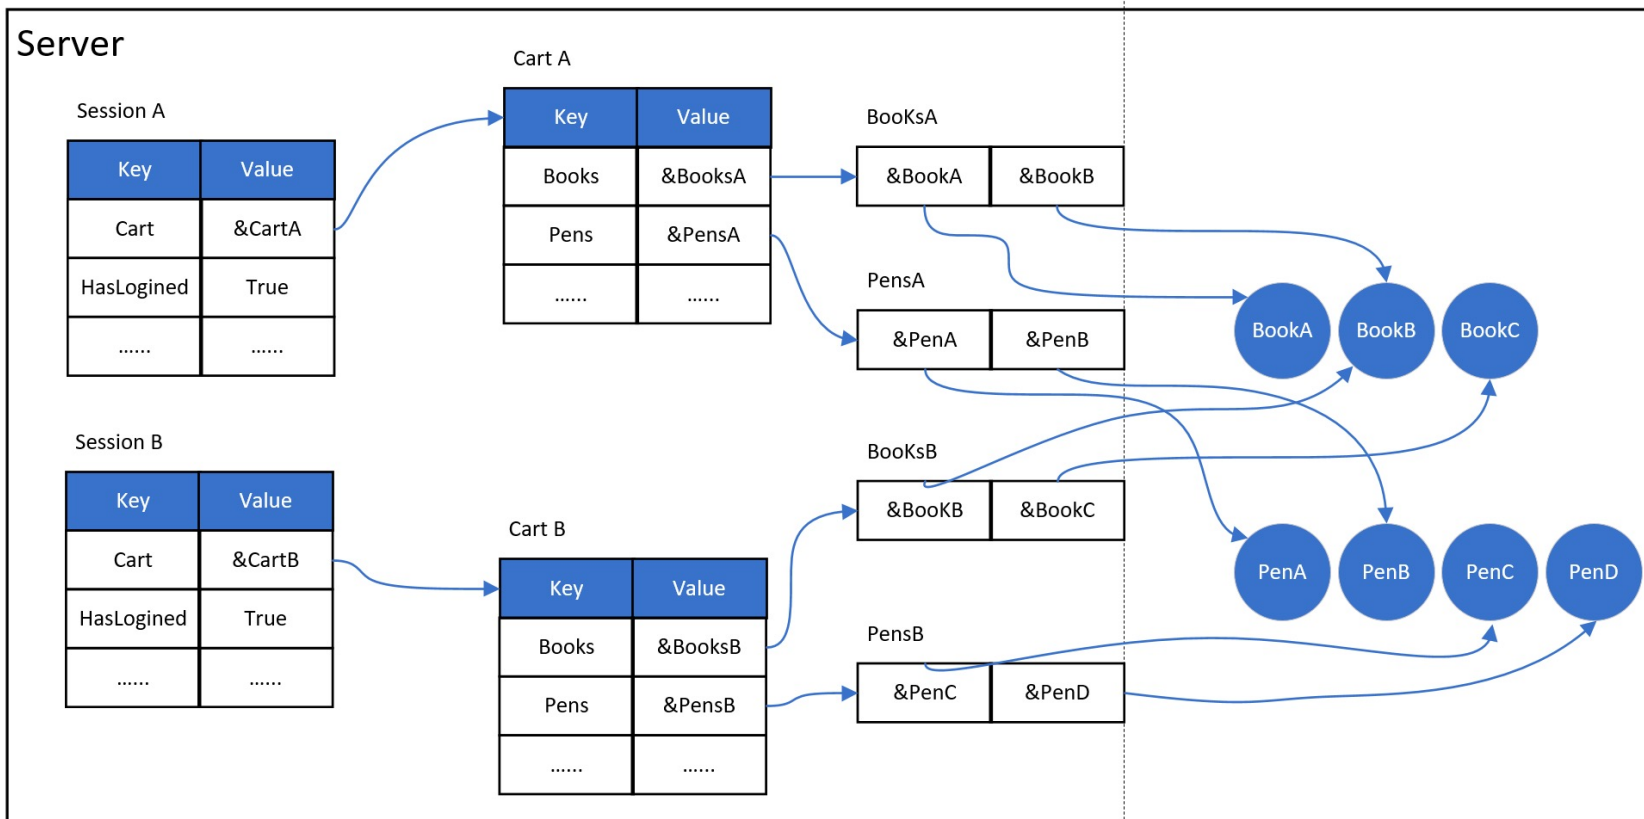 Server
Session A
Key Value
Cart &CartA
HasLogined True
...... ......
Cart A
Key Value
Books &BooksA
Pens &PensA
...... ......
BooKsA
&BookA &BookB
PensA
&PenA &PenB
BookA BookB BookC
Session B
Key Value
Cart &CartB
HasLogined True
...... ......
Cart B
Key Value
Books &BooksB
Pens &PensB
...... ......
BooKsB
&BooKB &BookC
PensB
&PenC &PenD
PenA PenB PenC PenD